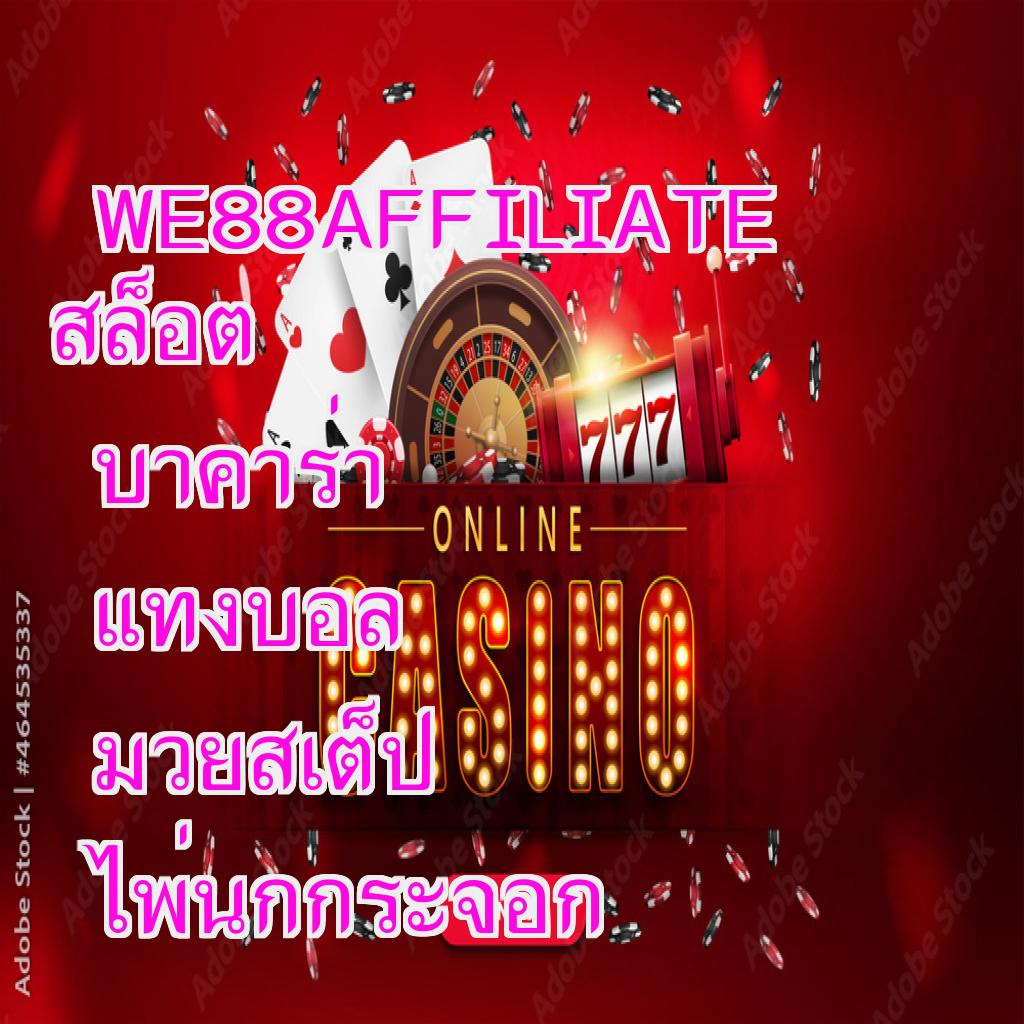 WE88AFFILIATE
สล็อต
บาคาร่า
แทงบอล
มวยสเต็ป
ไพ่นกกระจอก
777
ONLINE
CASINO
Adobe Stock | #464535337